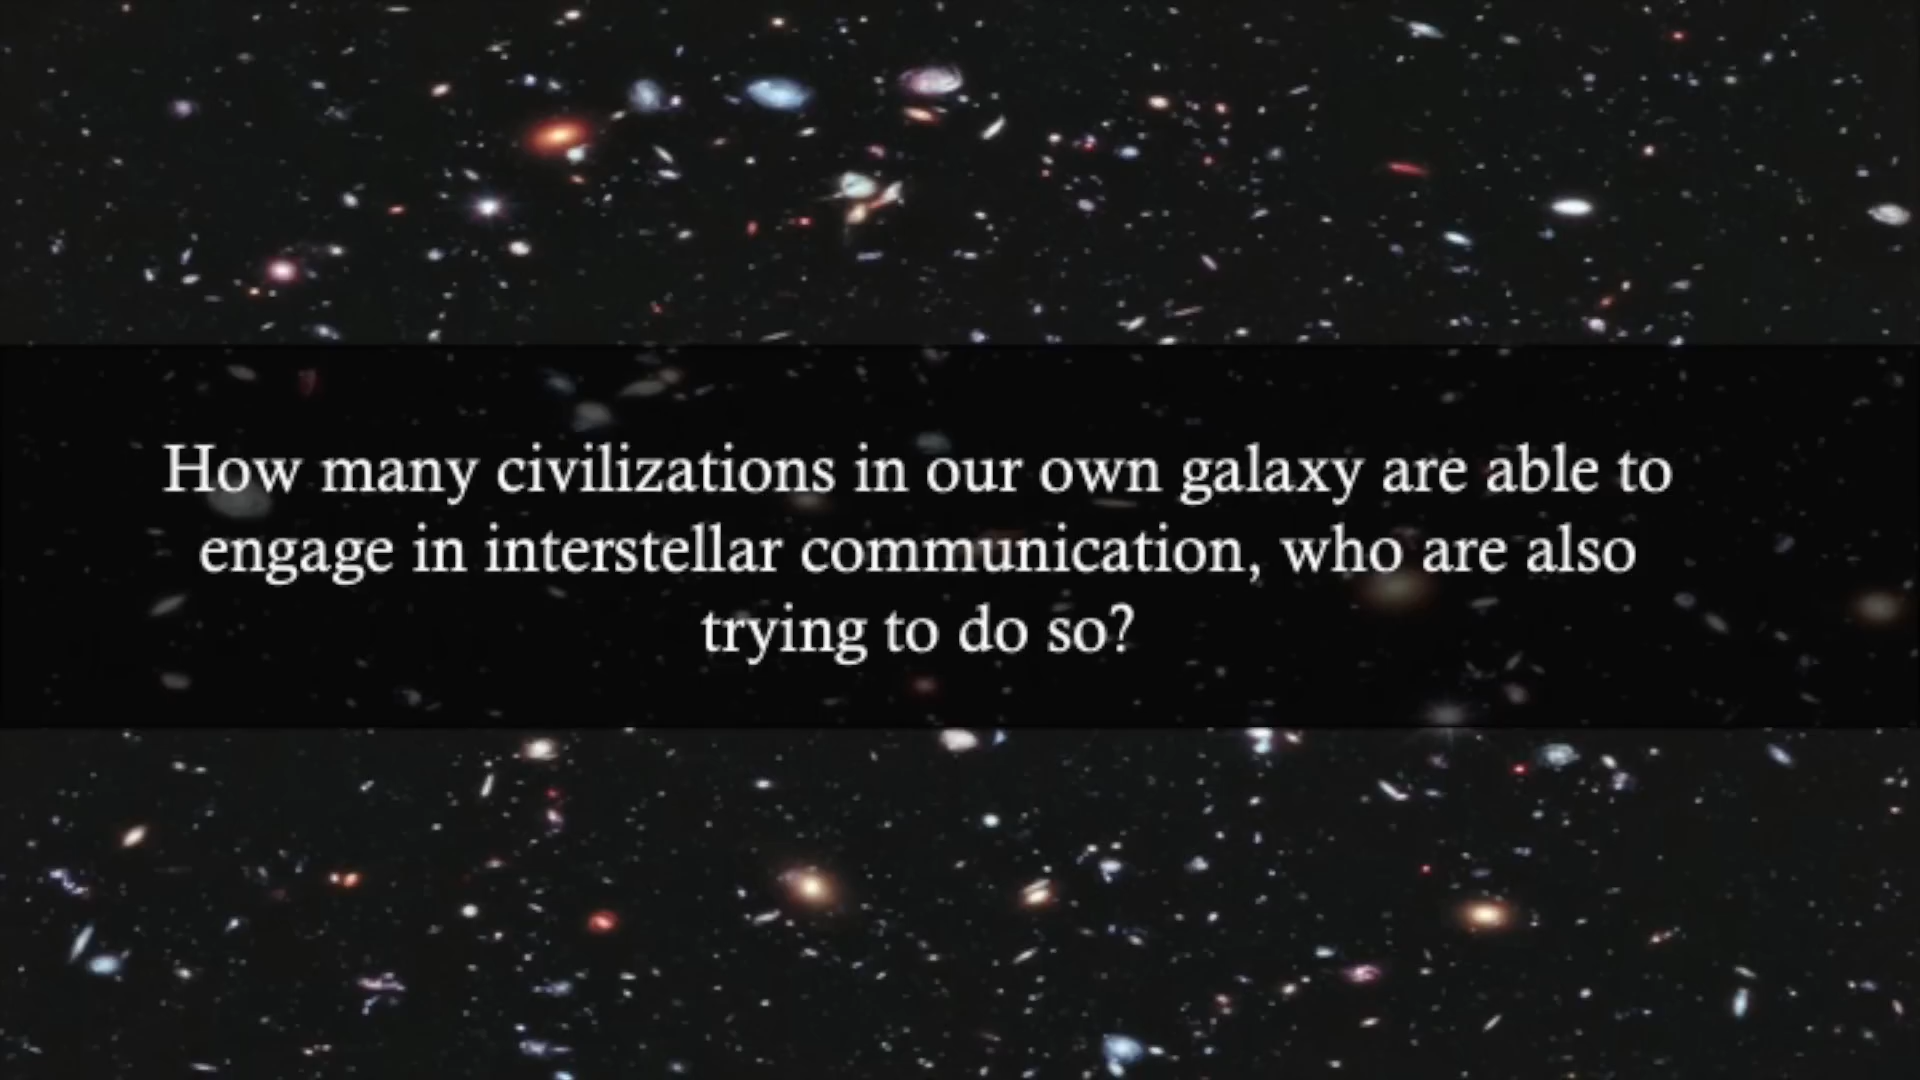 How many civilizations in our own galaxy are able to
engage in interstellar communication, who are also
trying to do so?